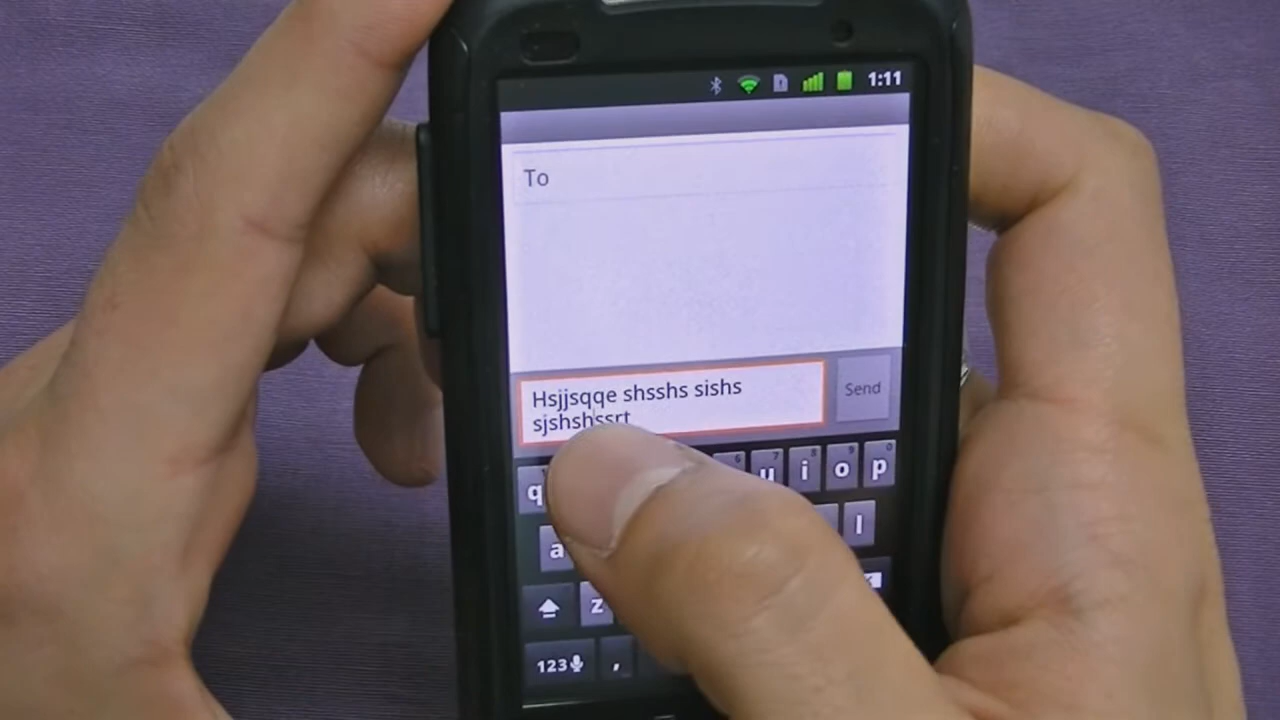 1:11
To
Hsjjsqqe shsshs sishs
sjshshssrt
Send
q u i o p
a l
z
123 ,